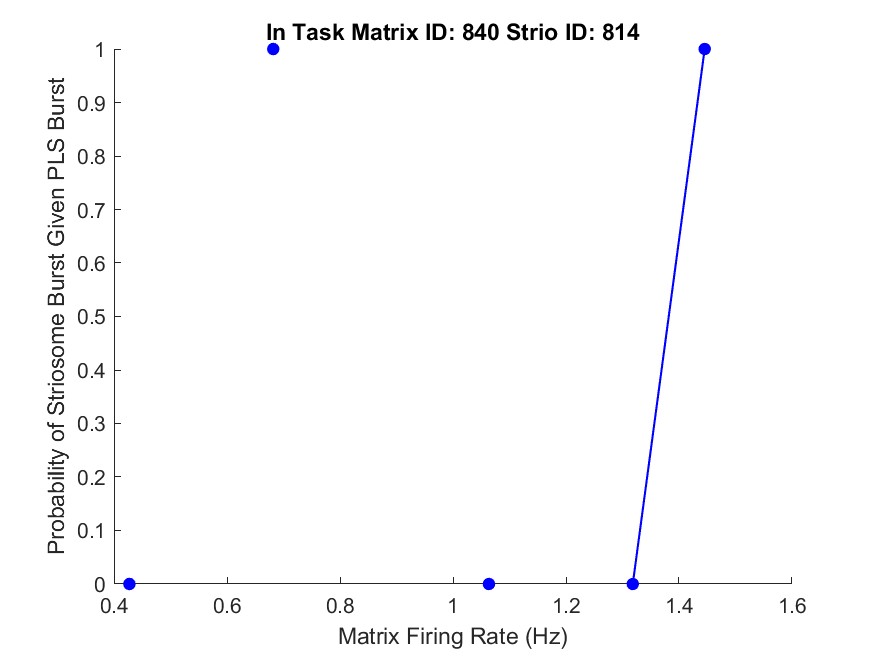 In Task Matrix ID: 840 Strio ID: 814
Probability of Striosome Burst Given PLS Burst
1
0.9
0.8
0.7
0.6
0.5
0.4
0.3
0.2
0.1
0
0.4 0.6 0.8 1 1.2 1.4 1.6
Matrix Firing Rate (Hz)